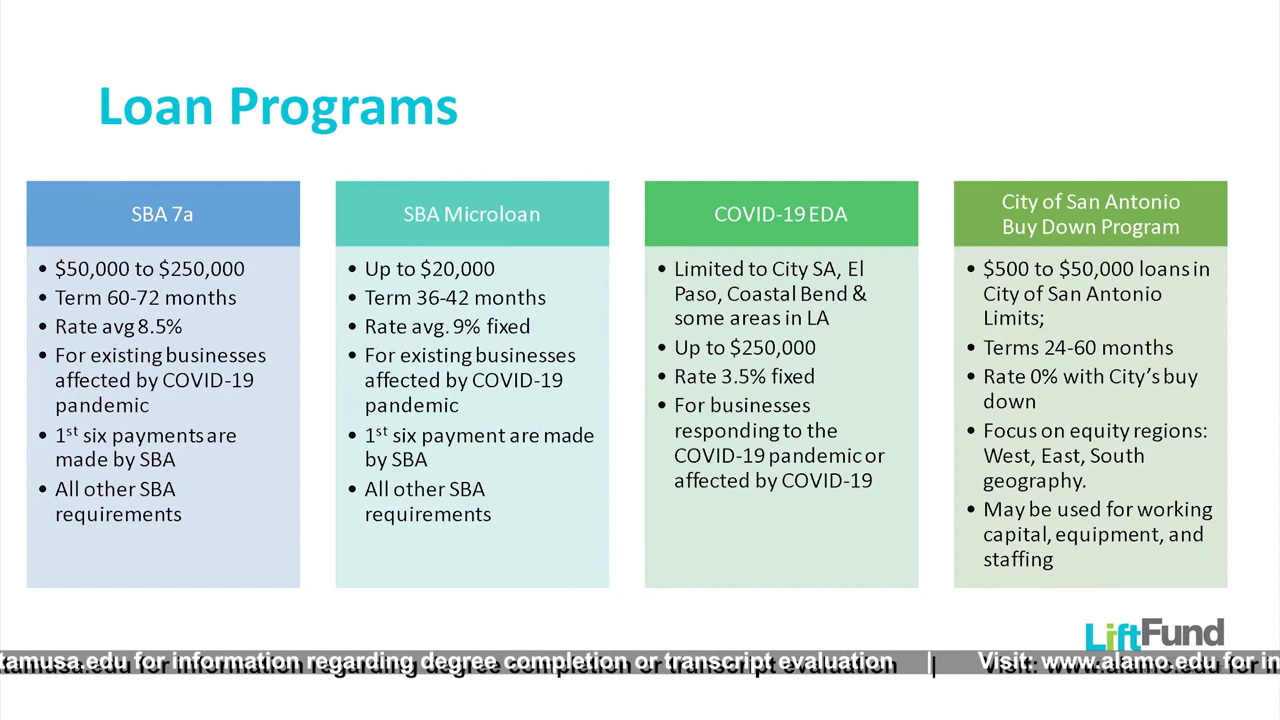 Loan Programs
SBA 7a
• $50,000 to $250,000
• Term 60-72 months
• Rate avg 8.5%
• For existing businesses
affected by COVID-19
pandemic
• 1st six payments are
made by SBA
• All other SBA
requirements
SBA Microloan
• Up to $20,000
• Term 36-42 months
• Rate avg. 9% fixed
• For existing businesses
affected by COVID-19
pandemic
• 1st six payment are made
by SBA
• All other SBA
requirements
COVID-19 EDA
• Limited to City SA, El
Paso, Coastal Bend &
some areas in LA
• Up to $250,000
• Rate 3.5% fixed
• For businesses
responding to the
COVID-19 pandemic or
affected by COVID-19
City of San Antonio
Buy Down Program
• $500 to $50,000 loans in
City of San Antonio
Limits;
• Terms 24-60 months
• Rate 0% with City’s buy
down
• Focus on equity regions:
West, East, South
geography.
• May be used for working
capital, equipment, and
staffing
LiftFund
tamusa.edu for information regarding degree completion or transcript evaluation | Visit: www.alamo.edu for in